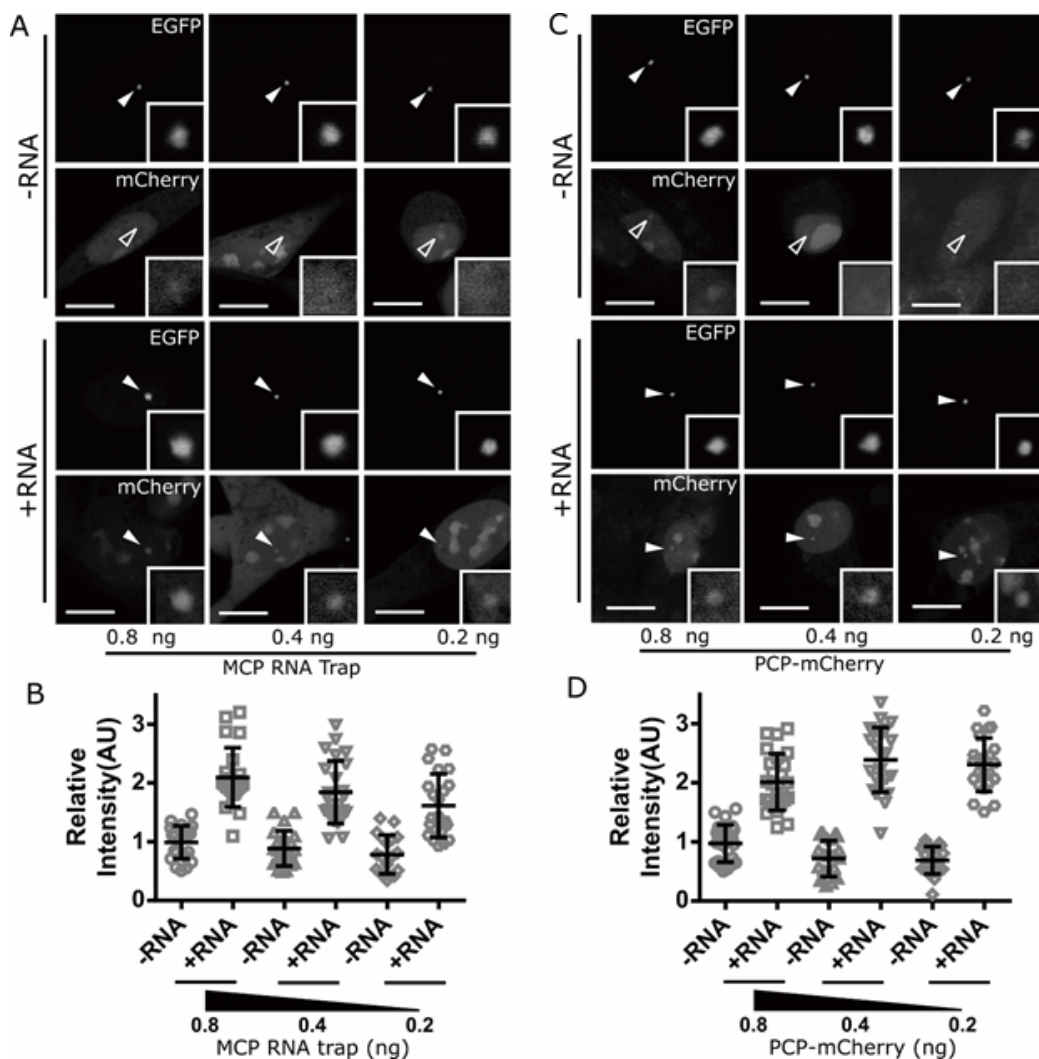 A
EGFP
-RNA
mCherry
EGFP
+RNA
mCherry
0.8 ng 0.4 ng 0.2 ng
MCP RNA Trap
C
EGFP
-RNA
mCherry
EGFP
+RNA
mCherry
0.8 ng 0.4 ng 0.2 ng
PCP-mCherry
B
Relative
Intensity(AU)
3
2
1
0
-RNA +RNA -RNA +RNA -RNA +RNA
0.8 0.4 0.2
MCP RNA trap (ng)
D
Relative
Intensity(AU)
3
2
1
0
-RNA +RNA -RNA +RNA -RNA +RNA
0.8 0.4 0.2
PCP-mCherry (ng)